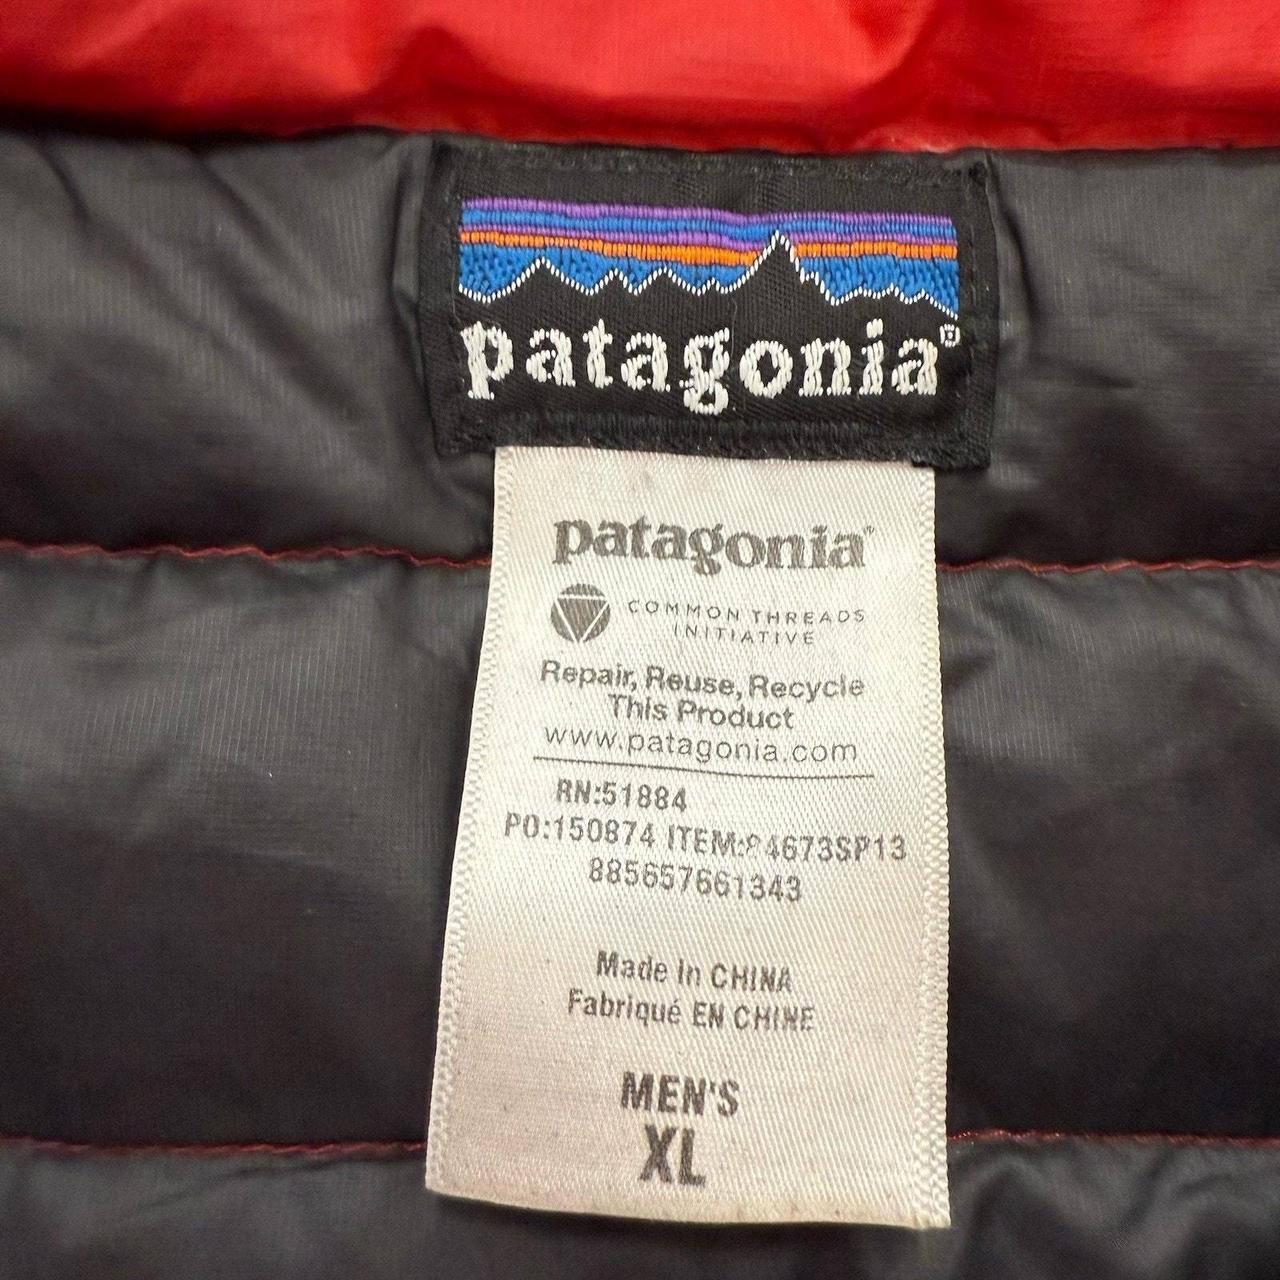 patagonia®
patagonia®
COMMON THREADS
INITIATIVE
Repair, Reuse, Recycle
This Product
www.patagonia.com
RN:51884
PO:150874 ITEM:84673SP13
885657661343
Made In CHINA
Fabriqué EN CHINE
MEN'S
XL